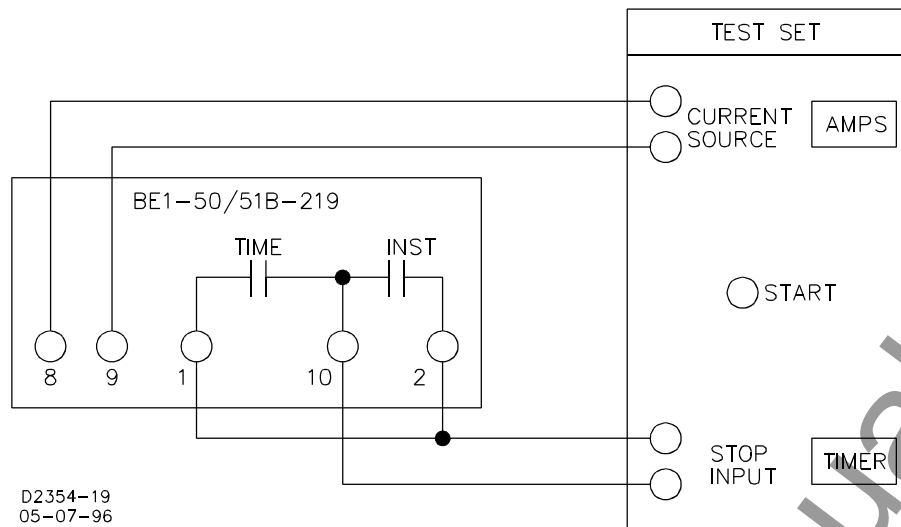 TEST SET
CURRENT SOURCE
AMPS
BE1-50/51B-219
TIME
INST
START
8
9
1
10
2
STOP INPUT
TIMER
D2354-19
05-07-96